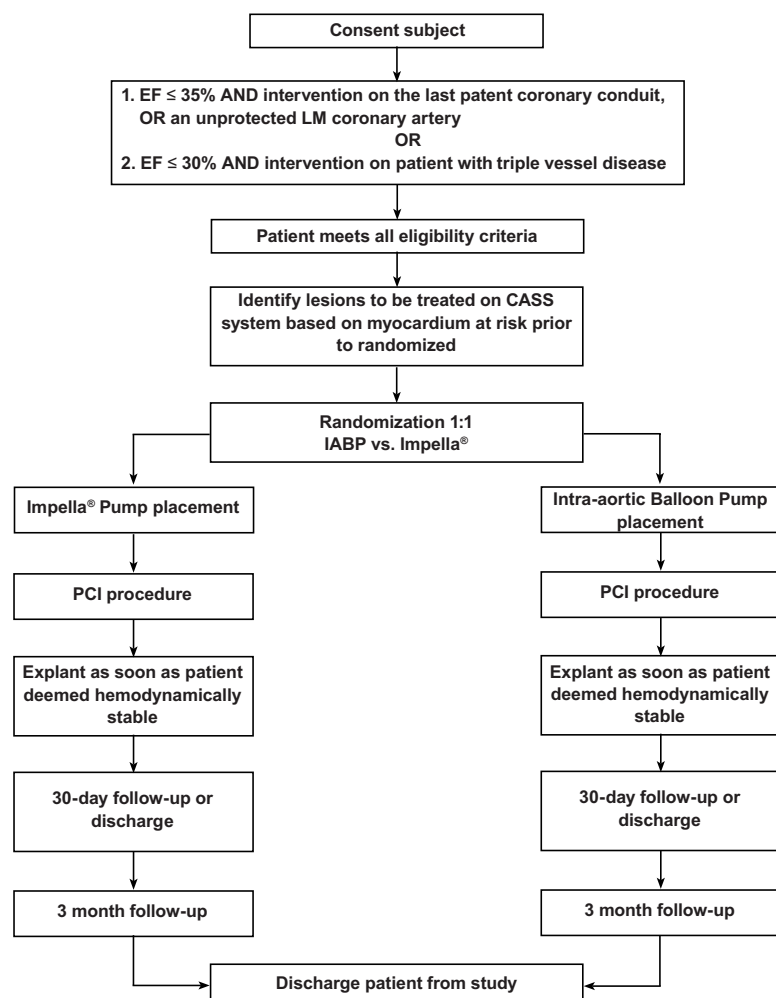 Consent subject
1. EF ≤ 35% AND intervention on the last patent coronary conduit,
OR an unprotected LM coronary artery
OR
2. EF ≤ 30% AND intervention on patient with triple vessel disease
Patient meets all eligibility criteria
Identify lesions to be treated on CASS
system based on myocardium at risk prior
to randomized
Randomization 1:1
IABP vs. Impella®
Impella® Pump placement
PCI procedure
Explant as soon as patient
deemed hemodynamically
stable
30-day follow-up or
discharge
3 month follow-up
Intra-aortic Balloon Pump
placement
PCI procedure
Explant as soon as patient
deemed hemodynamically
stable
30-day follow-up or
discharge
3 month follow-up
Discharge patient from study